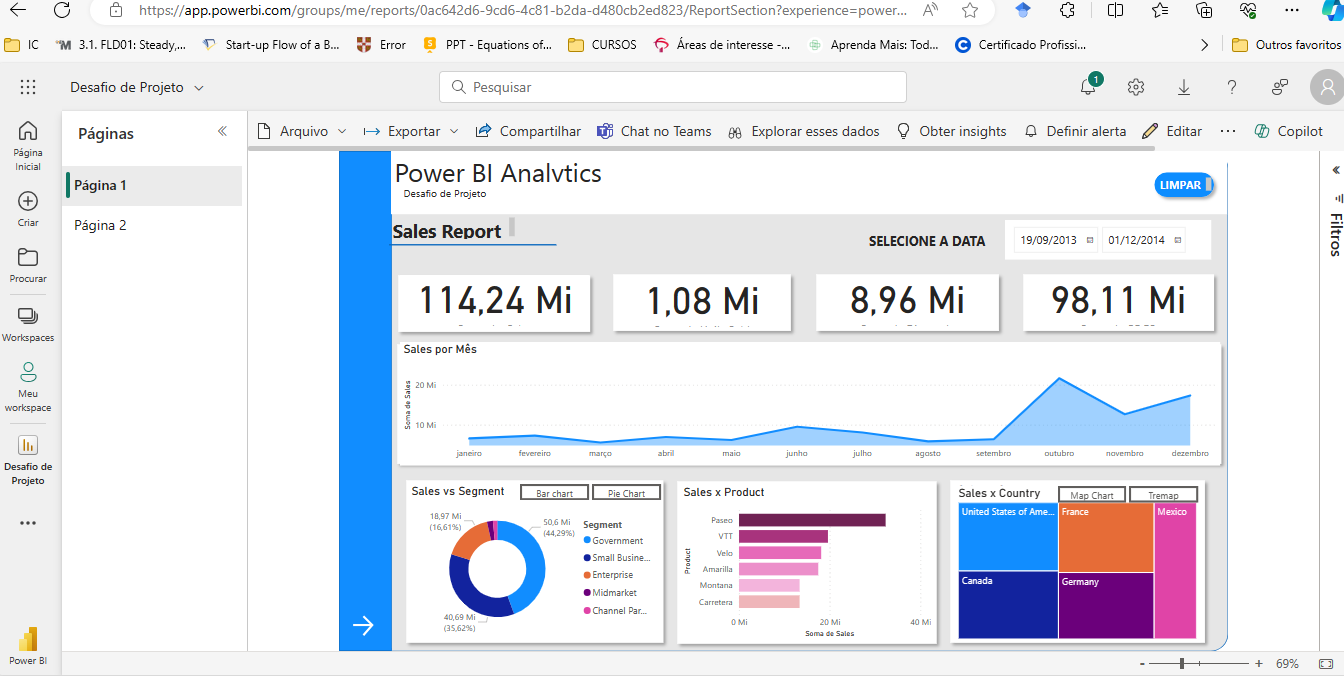 https://app.powerbi.com/groups/me/reports/0ac642d6-9cd6-4c81-b2da-d480cb2ed823/ReportSection?experience=power...
IC
3.1. FLD01: Steady,...
Start-up Flow of a B...
Error
PPT - Equations of...
CURSOS
Áreas de interesse -...
Aprenda Mais: Tod...
Certificado Profissi...
Outros favoritos
Desafio de Projeto
Pesquisar
1
Página Inicial
Criar
Procurar
Workspaces
Meu workspace
Desafio de Projeto
Power BI
Páginas
Página 1
Página 2
Arquivo
Exportar
Compartilhar
Chat no Teams
Explorar esses dados
Obter insights
Definir alerta
Editar
Copilot
Filtros
Power BI Analytics
Desafio de Projeto
LIMPAR
Sales Report
SELECIONE A DATA
19/09/2013
01/12/2014
114,24 Mi
1,08 Mi
8,96 Mi
98,11 Mi
Sales por Mês
Soma de Sales
20 Mi
10 Mi
janeiro
fevereiro
março
abril
maio
junho
julho
agosto
setembro
outubro
novembro
dezembro
Sales vs Segment
Bar chart
Pie Chart
18,97 Mi
(16,61%)
50,6 Mi
(44,29%)
40,69 Mi
(35,62%)
Segment
Government
Small Busine...
Enterprise
Midmarket
Channel Par...
Sales x Product
Product
Paseo
VTT
Velo
Amarilla
Montana
Carretera
0 Mi
20 Mi
40 Mi
Soma de Sales
Sales x Country
Map Chart
Tremap
United States of Ame...
France
Mexico
Canada
Germany
69%